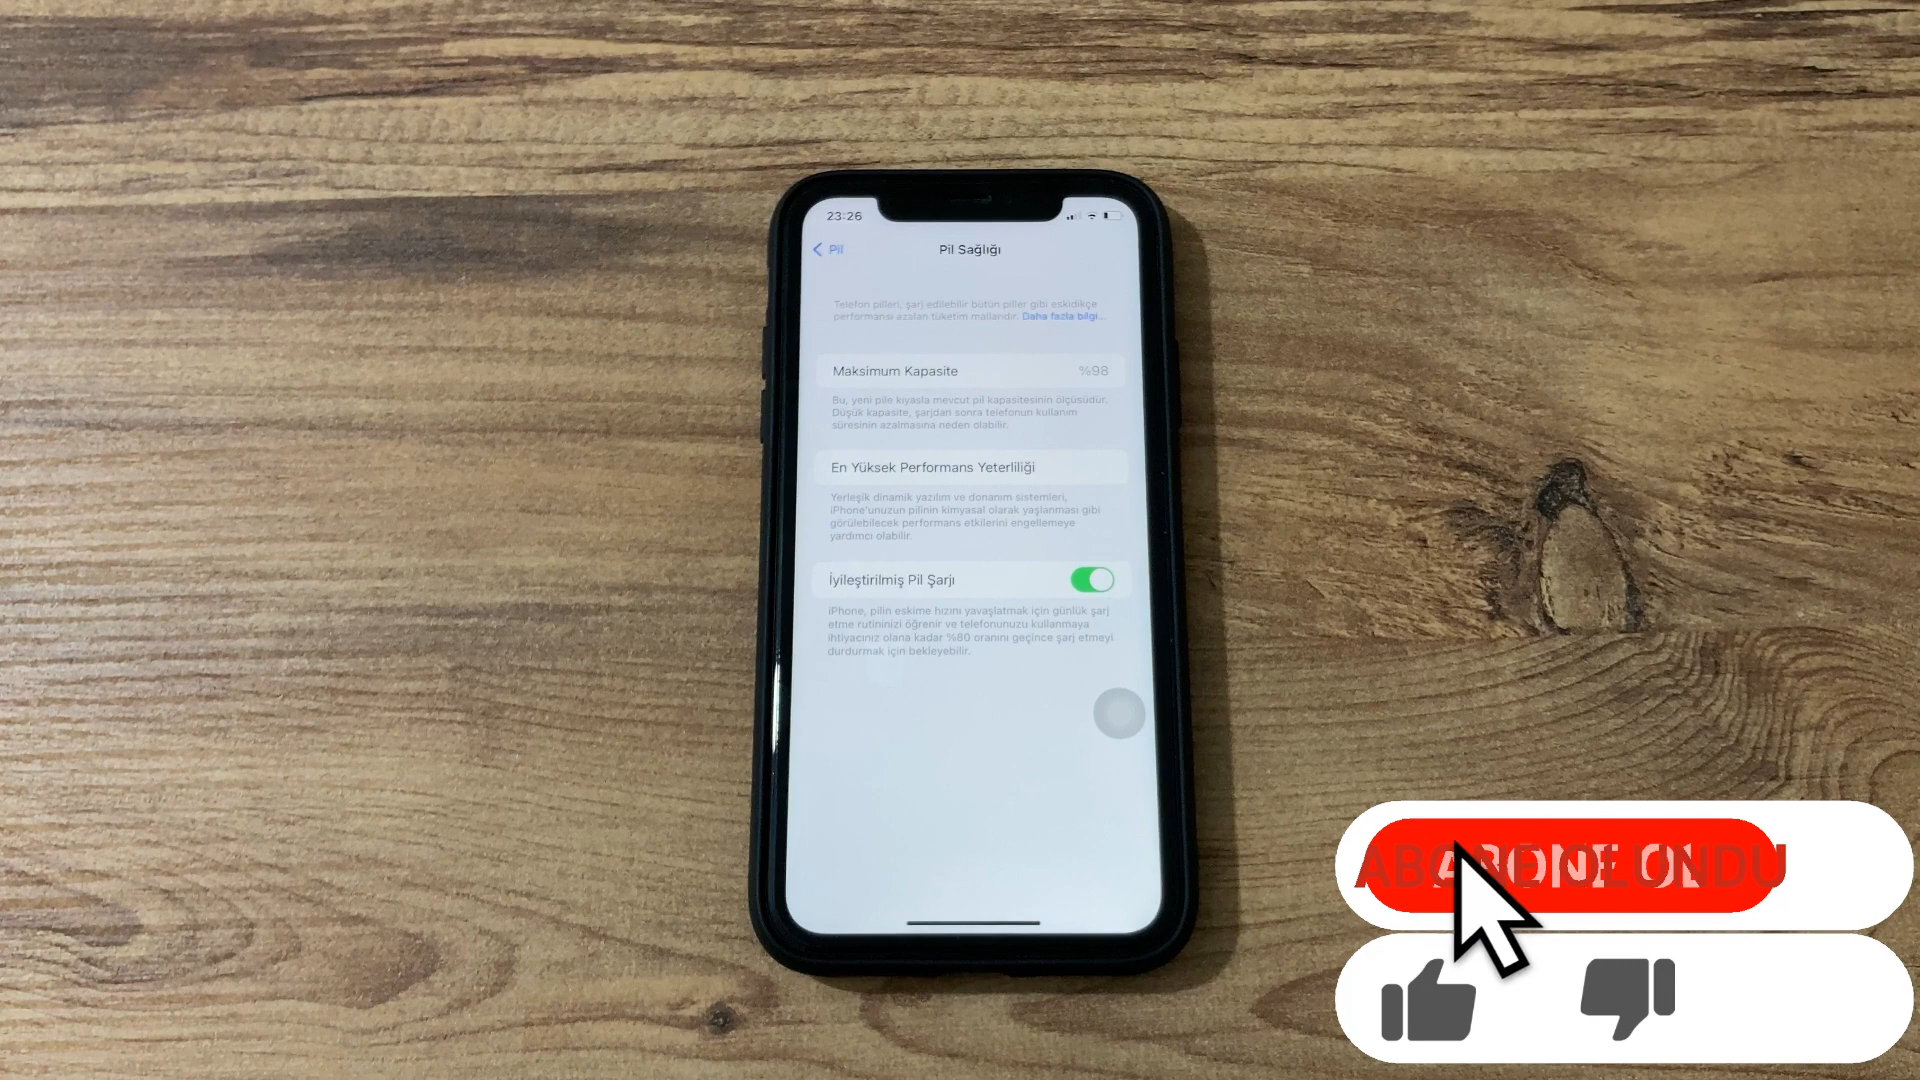 23:26
Pil
Pil Sağlığı
Telefon pilleri, şarj edilebilir bütün piller gibi eskidikçe
performansı azalan tüketim mallarıdır. Daha fazla bilgi...
Maksimum Kapasite %98
Bu, yeni pile kıyasla mevcut pil kapasitesinin ölçüsüdür.
Düşük kapasite, şarjdan sonra telefonun kullanım
süresinin azalmasına neden olabilir.
En Yüksek Performans Yeterliliği
Yerleşik dinamik yazılım ve donanım sistemleri,
iPhone'unuzun pilinin kimyasal olarak yaşlanması gibi
görülebilecek performans etkilerini engellemeye
yardımcı olabilir.
İyileştirilmiş Pil Şarjı
iPhone, pilin eskime hızını yavaşlatmak için günlük şarj
etme rutininizi öğrenir ve telefonunuzu kullanmaya
ihtiyacınız olana kadar %80 oranını geçince şarj etmeyi
durdurmak için bekleyebilir.
ABONE OL
ABONE OLUNDU